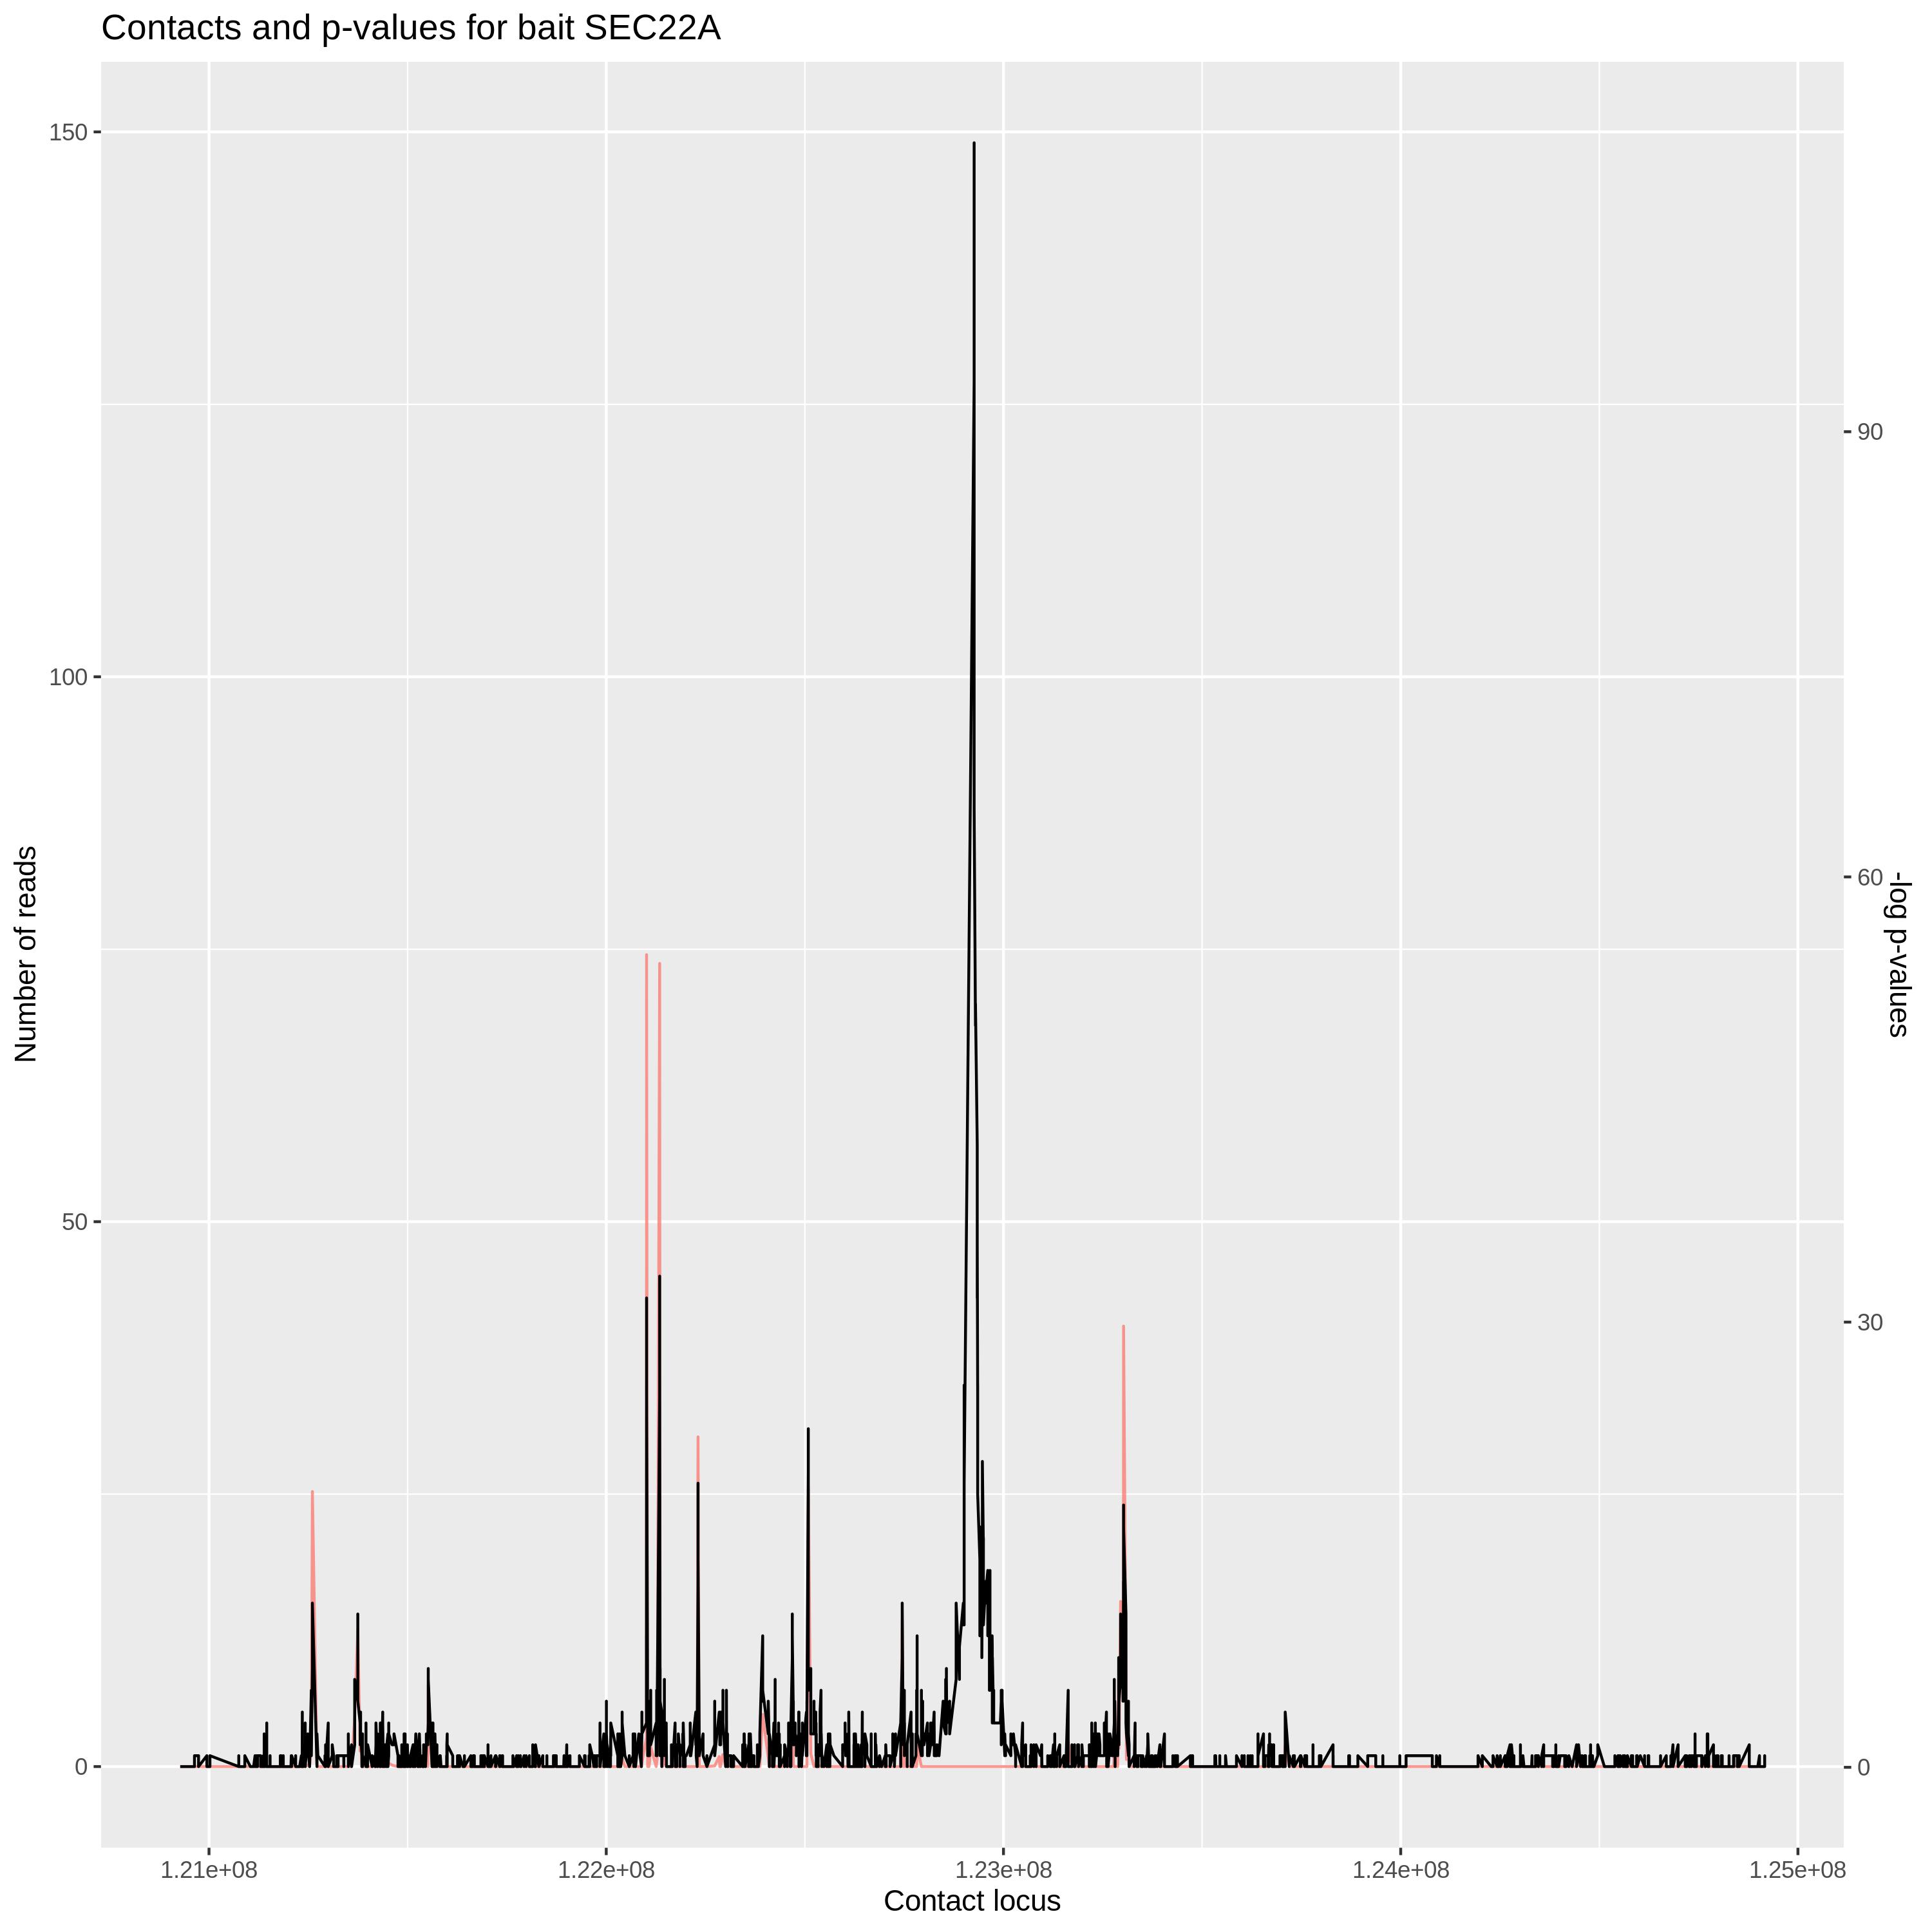 Contacts and p-values for bait SEC22A
150
100
50
0
Number of reads
90
60
30
0
-log p-values
1.21e+08
1.22e+08
1.23e+08
1.24e+08
1.25e+08
Contact locus